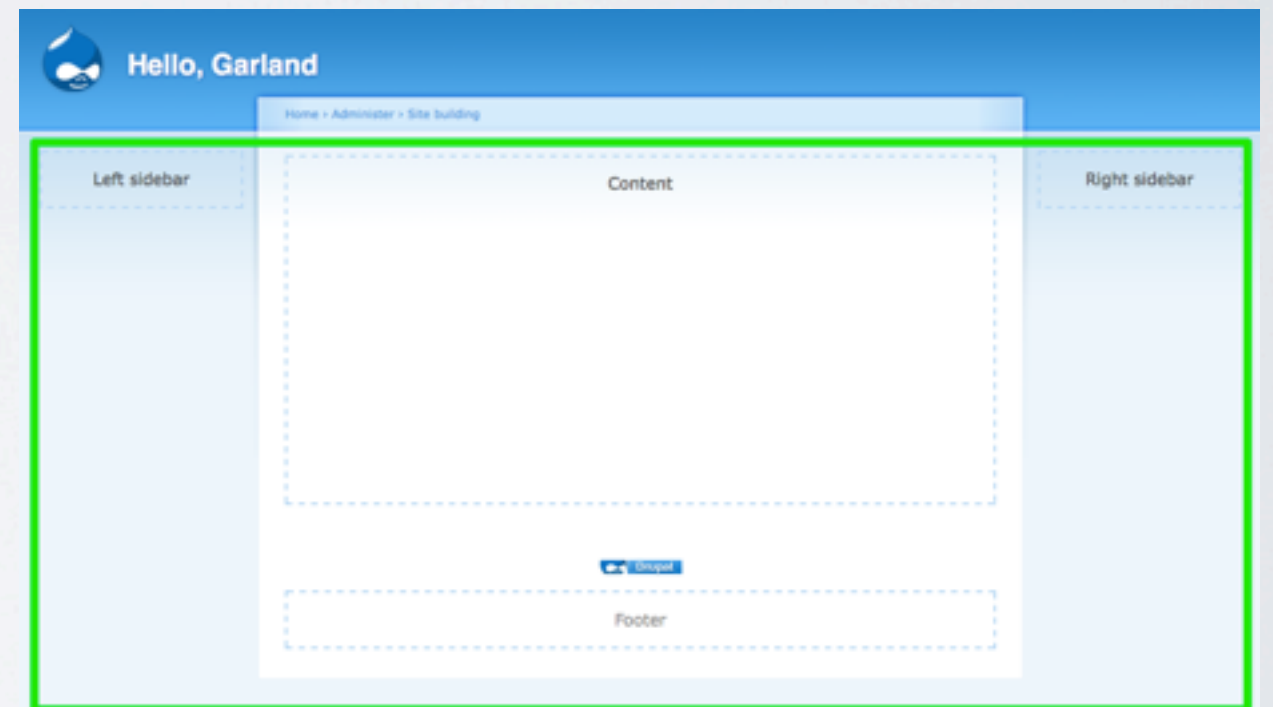 Hello, Garland
Home › Administer › Site building
Left sidebar
Content
Right sidebar
Drupal
Footer